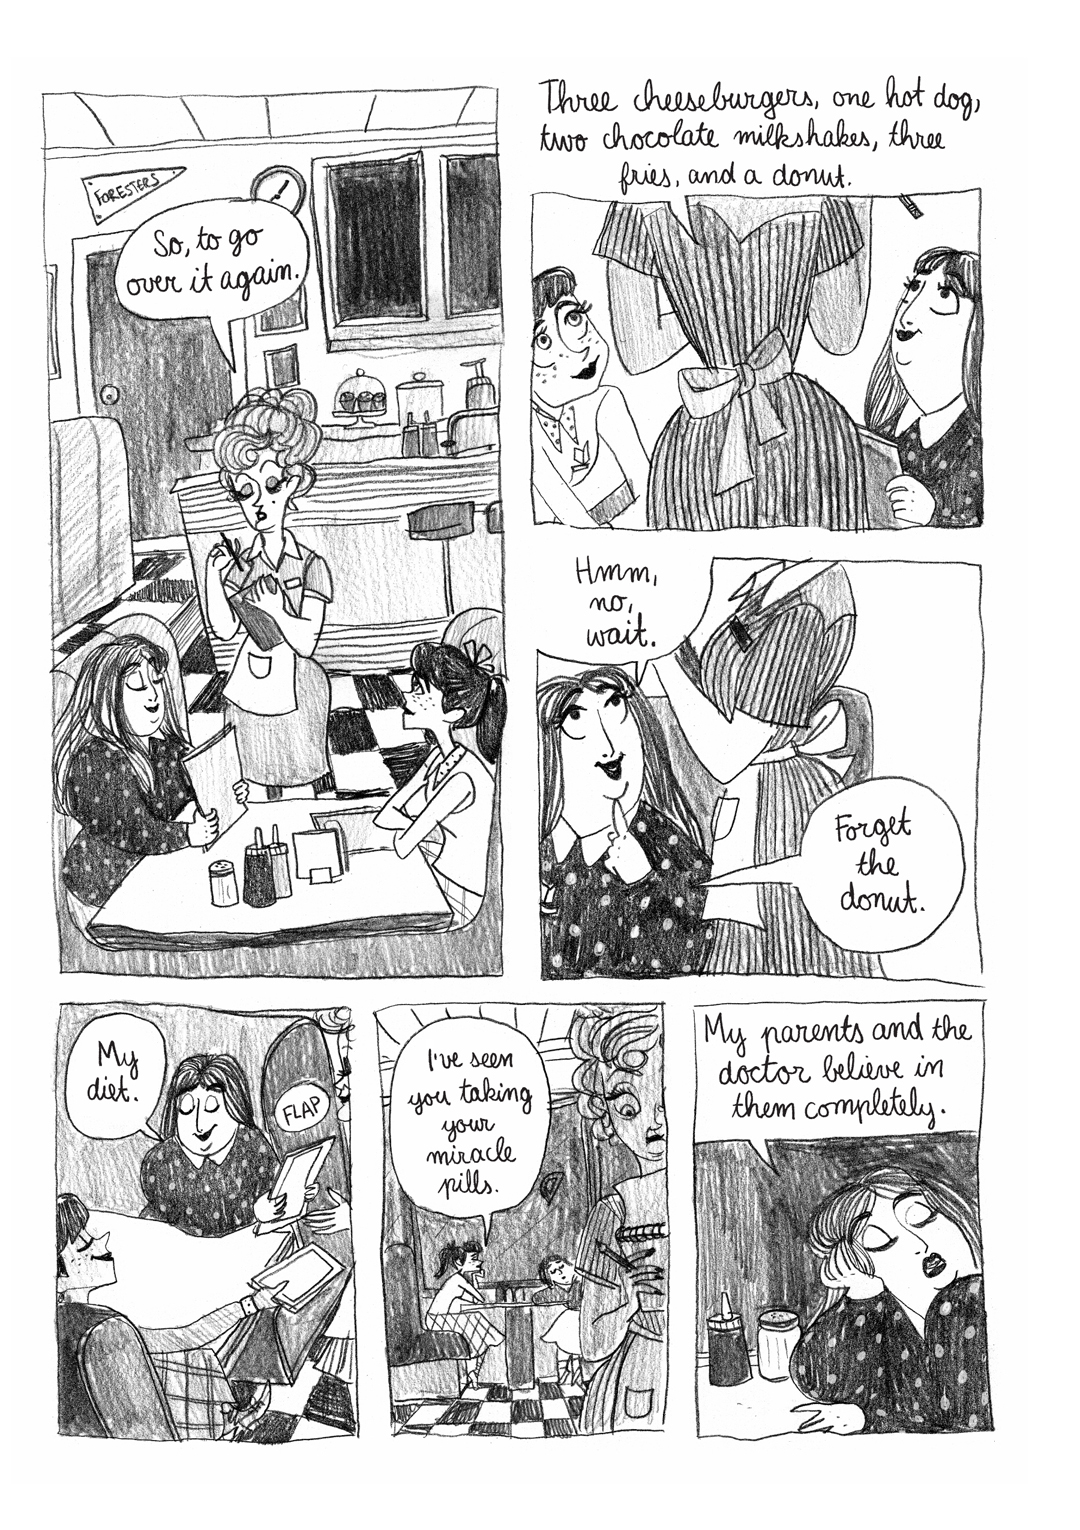 FORESTERS
So, to go
over it again.
Three cheeseburgers, one hot dog,
two chocolate milkshakes, three
fries, and a donut.
Hmm,
no,
wait.
Forget
the
donut.
My
diet.
FLAP
I've seen
you taking
your
miracle
pills.
My parents and the
doctor believe in
them completely.